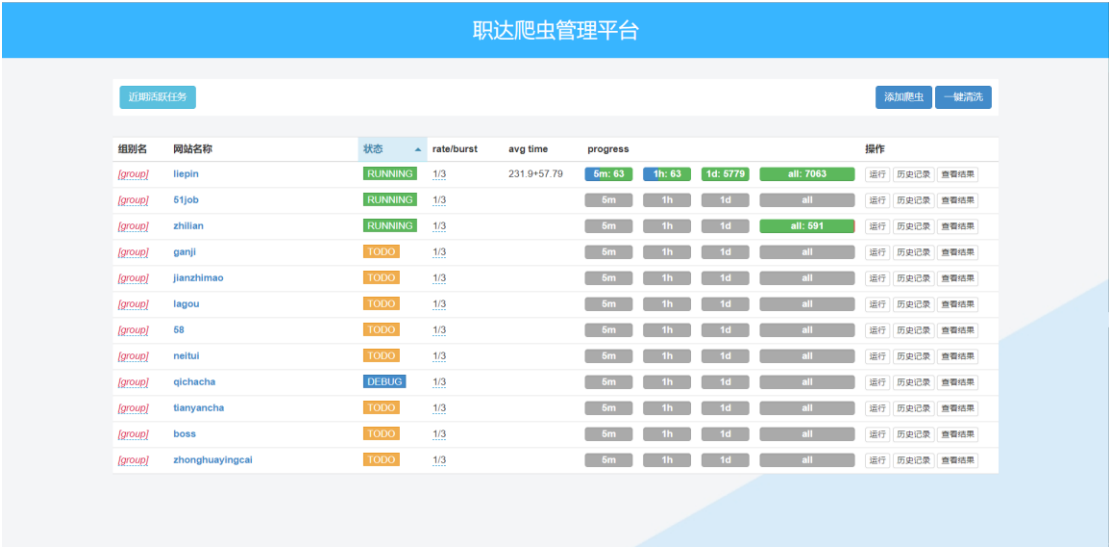 职达爬虫管理平台
近期活跃任务 添加爬虫 一键清洗
组别名 网站名称 状态 rate/burst avg time progress 操作
[group] liepin RUNNING 1/3 231.9+57.79 5m: 63 1h: 63 1d: 5779 all: 7063 运行 历史记录 查看结果
[group] 51job RUNNING 1/3 5m 1h 1d all 运行 历史记录 查看结果
[group] zhilian RUNNING 1/3 5m 1h 1d all: 591 运行 历史记录 查看结果
[group] ganji TODO 1/3 5m 1h 1d all 运行 历史记录 查看结果
[group] jianzhimao TODO 1/3 5m 1h 1d all 运行 历史记录 查看结果
[group] lagou TODO 1/3 5m 1h 1d all 运行 历史记录 查看结果
[group] 58 TODO 1/3 5m 1h 1d all 运行 历史记录 查看结果
[group] neitui TODO 1/3 5m 1h 1d all 运行 历史记录 查看结果
[group] qichacha DEBUG 1/3 5m 1h 1d all 运行 历史记录 查看结果
[group] tianyancha TODO 1/3 5m 1h 1d all 运行 历史记录 查看结果
[group] boss TODO 1/3 5m 1h 1d all 运行 历史记录 查看结果
[group] zhonghuayingcai TODO 1/3 5m 1h 1d all 运行 历史记录 查看结果